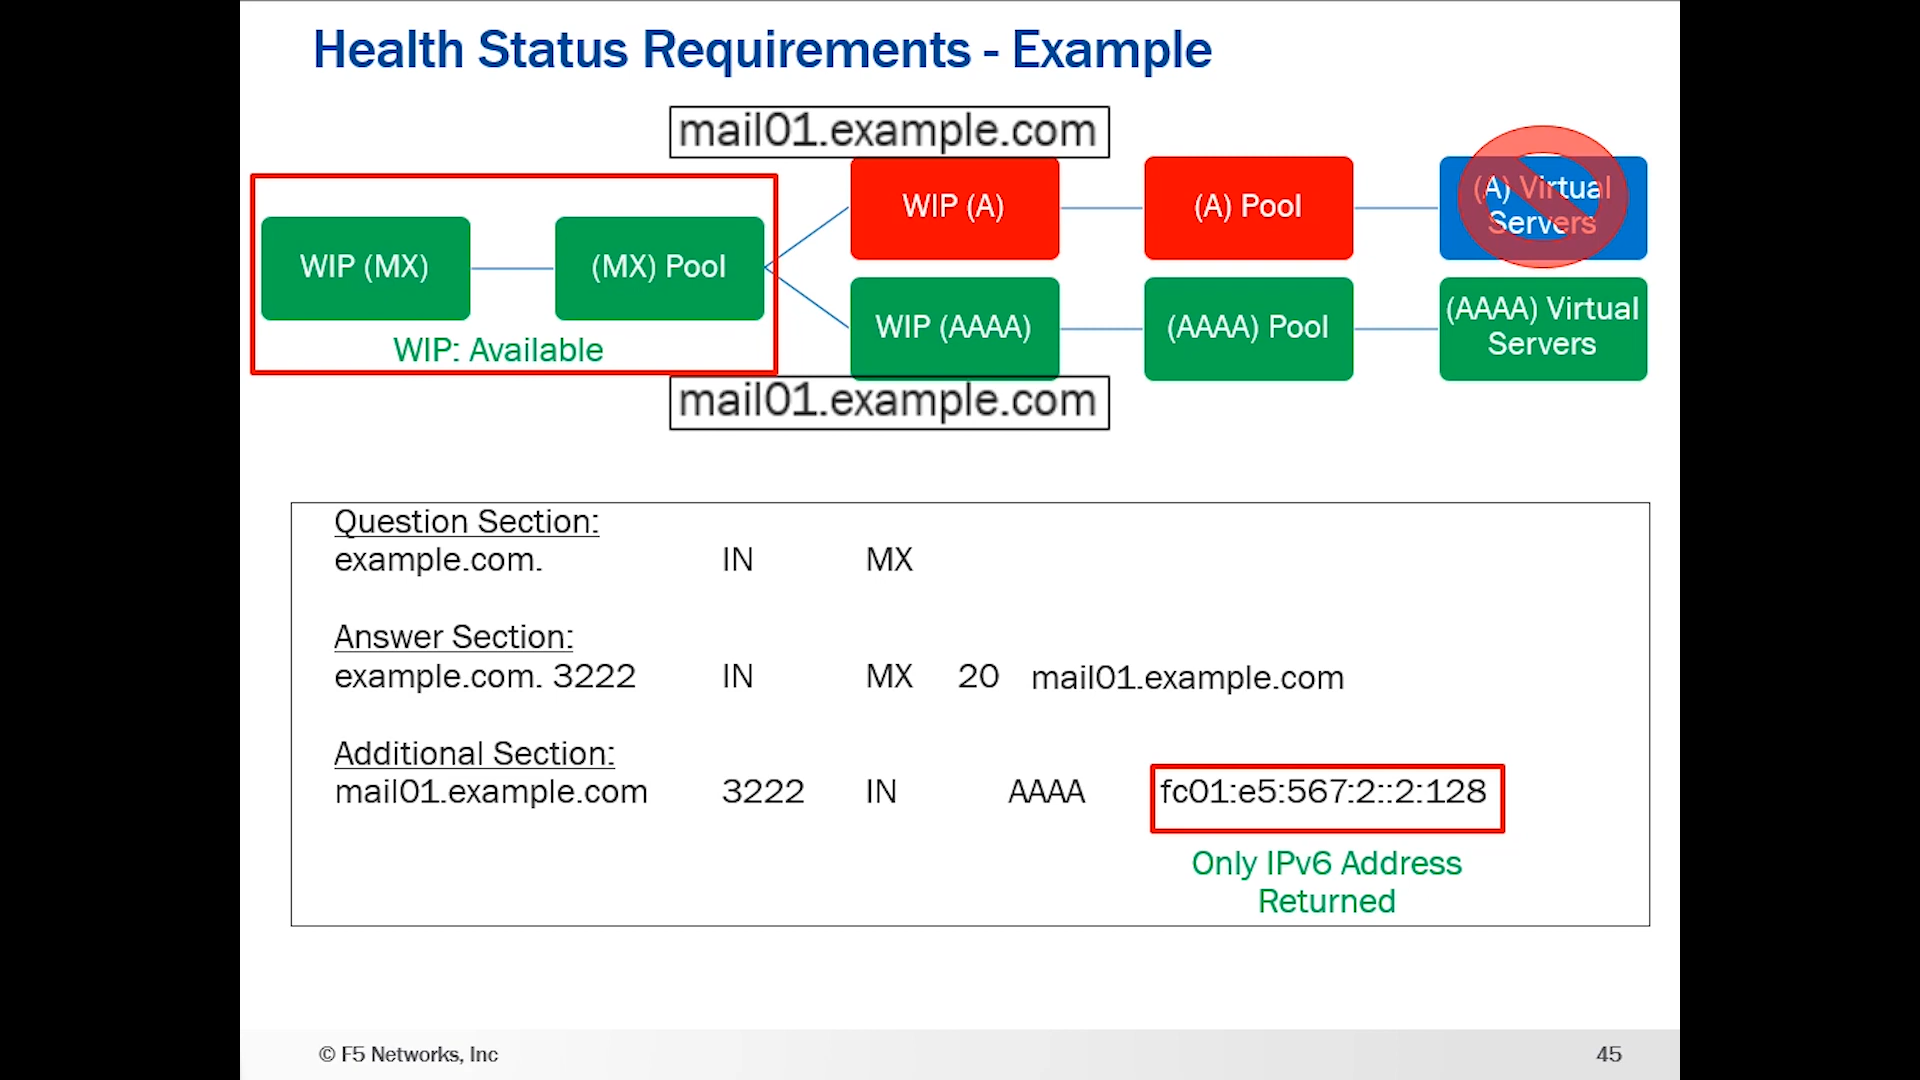 Health Status Requirements - Example
mail01.example.com
WIP (MX)
(MX) Pool
WIP: Available
WIP (A)
(A) Pool
(A) Virtual
Servers
WIP (AAAA)
(AAAA) Pool
(AAAA) Virtual
Servers
mail01.example.com
Question Section:
example.com. IN MX
Answer Section:
example.com. 3222 IN MX 20 mail01.example.com
Additional Section:
mail01.example.com 3222 IN AAAA fc01:e5:567:2::2:128
Only IPv6 Address
Returned
© F5 Networks, Inc
45